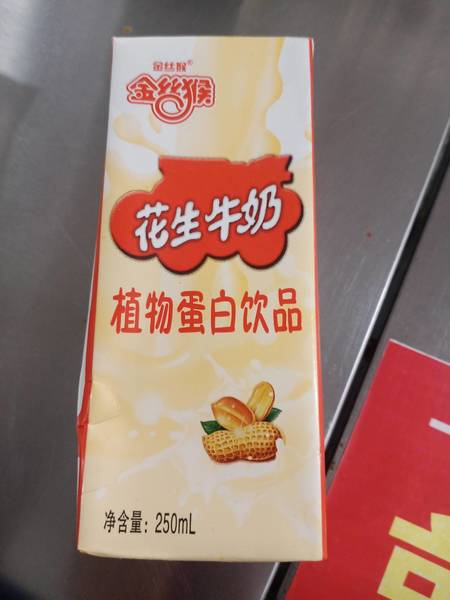 金丝猴®
金丝猴
花生牛奶
植物蛋白饮品
净含量：250mL